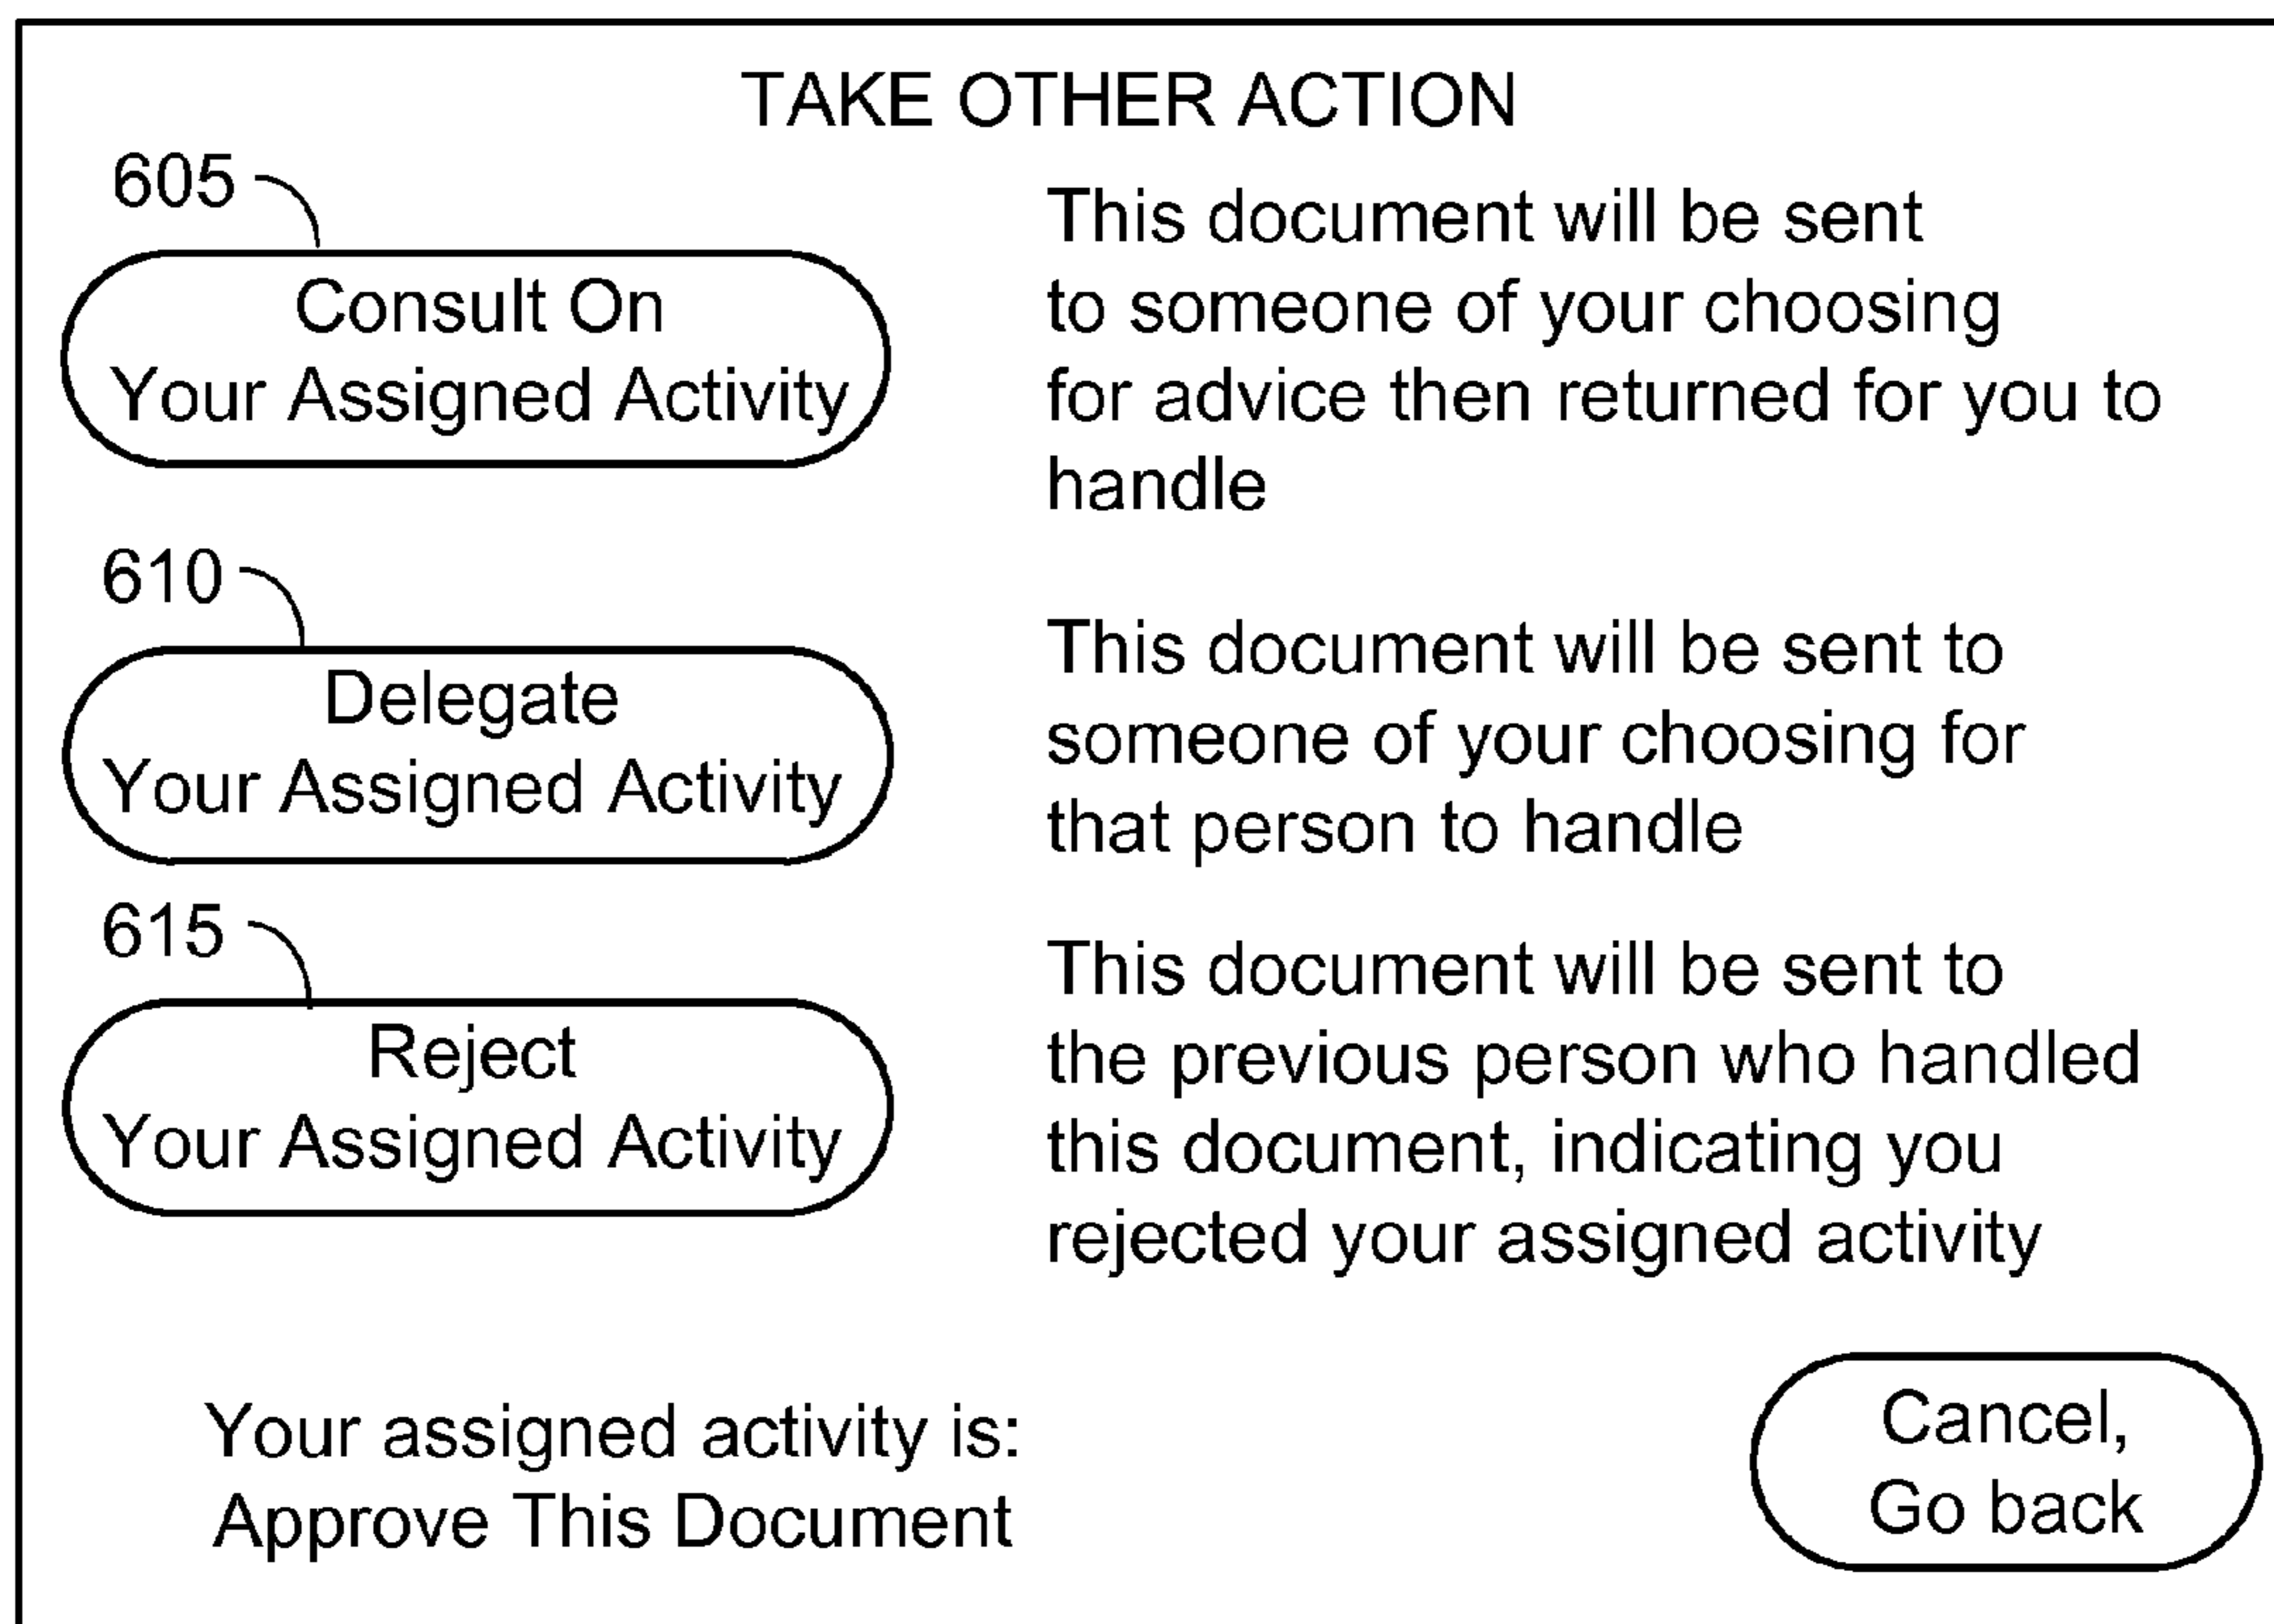 TAKE OTHER ACTION
605
Consult On
Your Assigned Activity
This document will be sent
to someone of your choosing
for advice then returned for you to
handle
610
Delegate
Your Assigned Activity
This document will be sent to
someone of your choosing for
that person to handle
615
Reject
Your Assigned Activity
This document will be sent to
the previous person who handled
this document, indicating you
rejected your assigned activity
Your assigned activity is:
Approve This Document
Cancel,
Go back